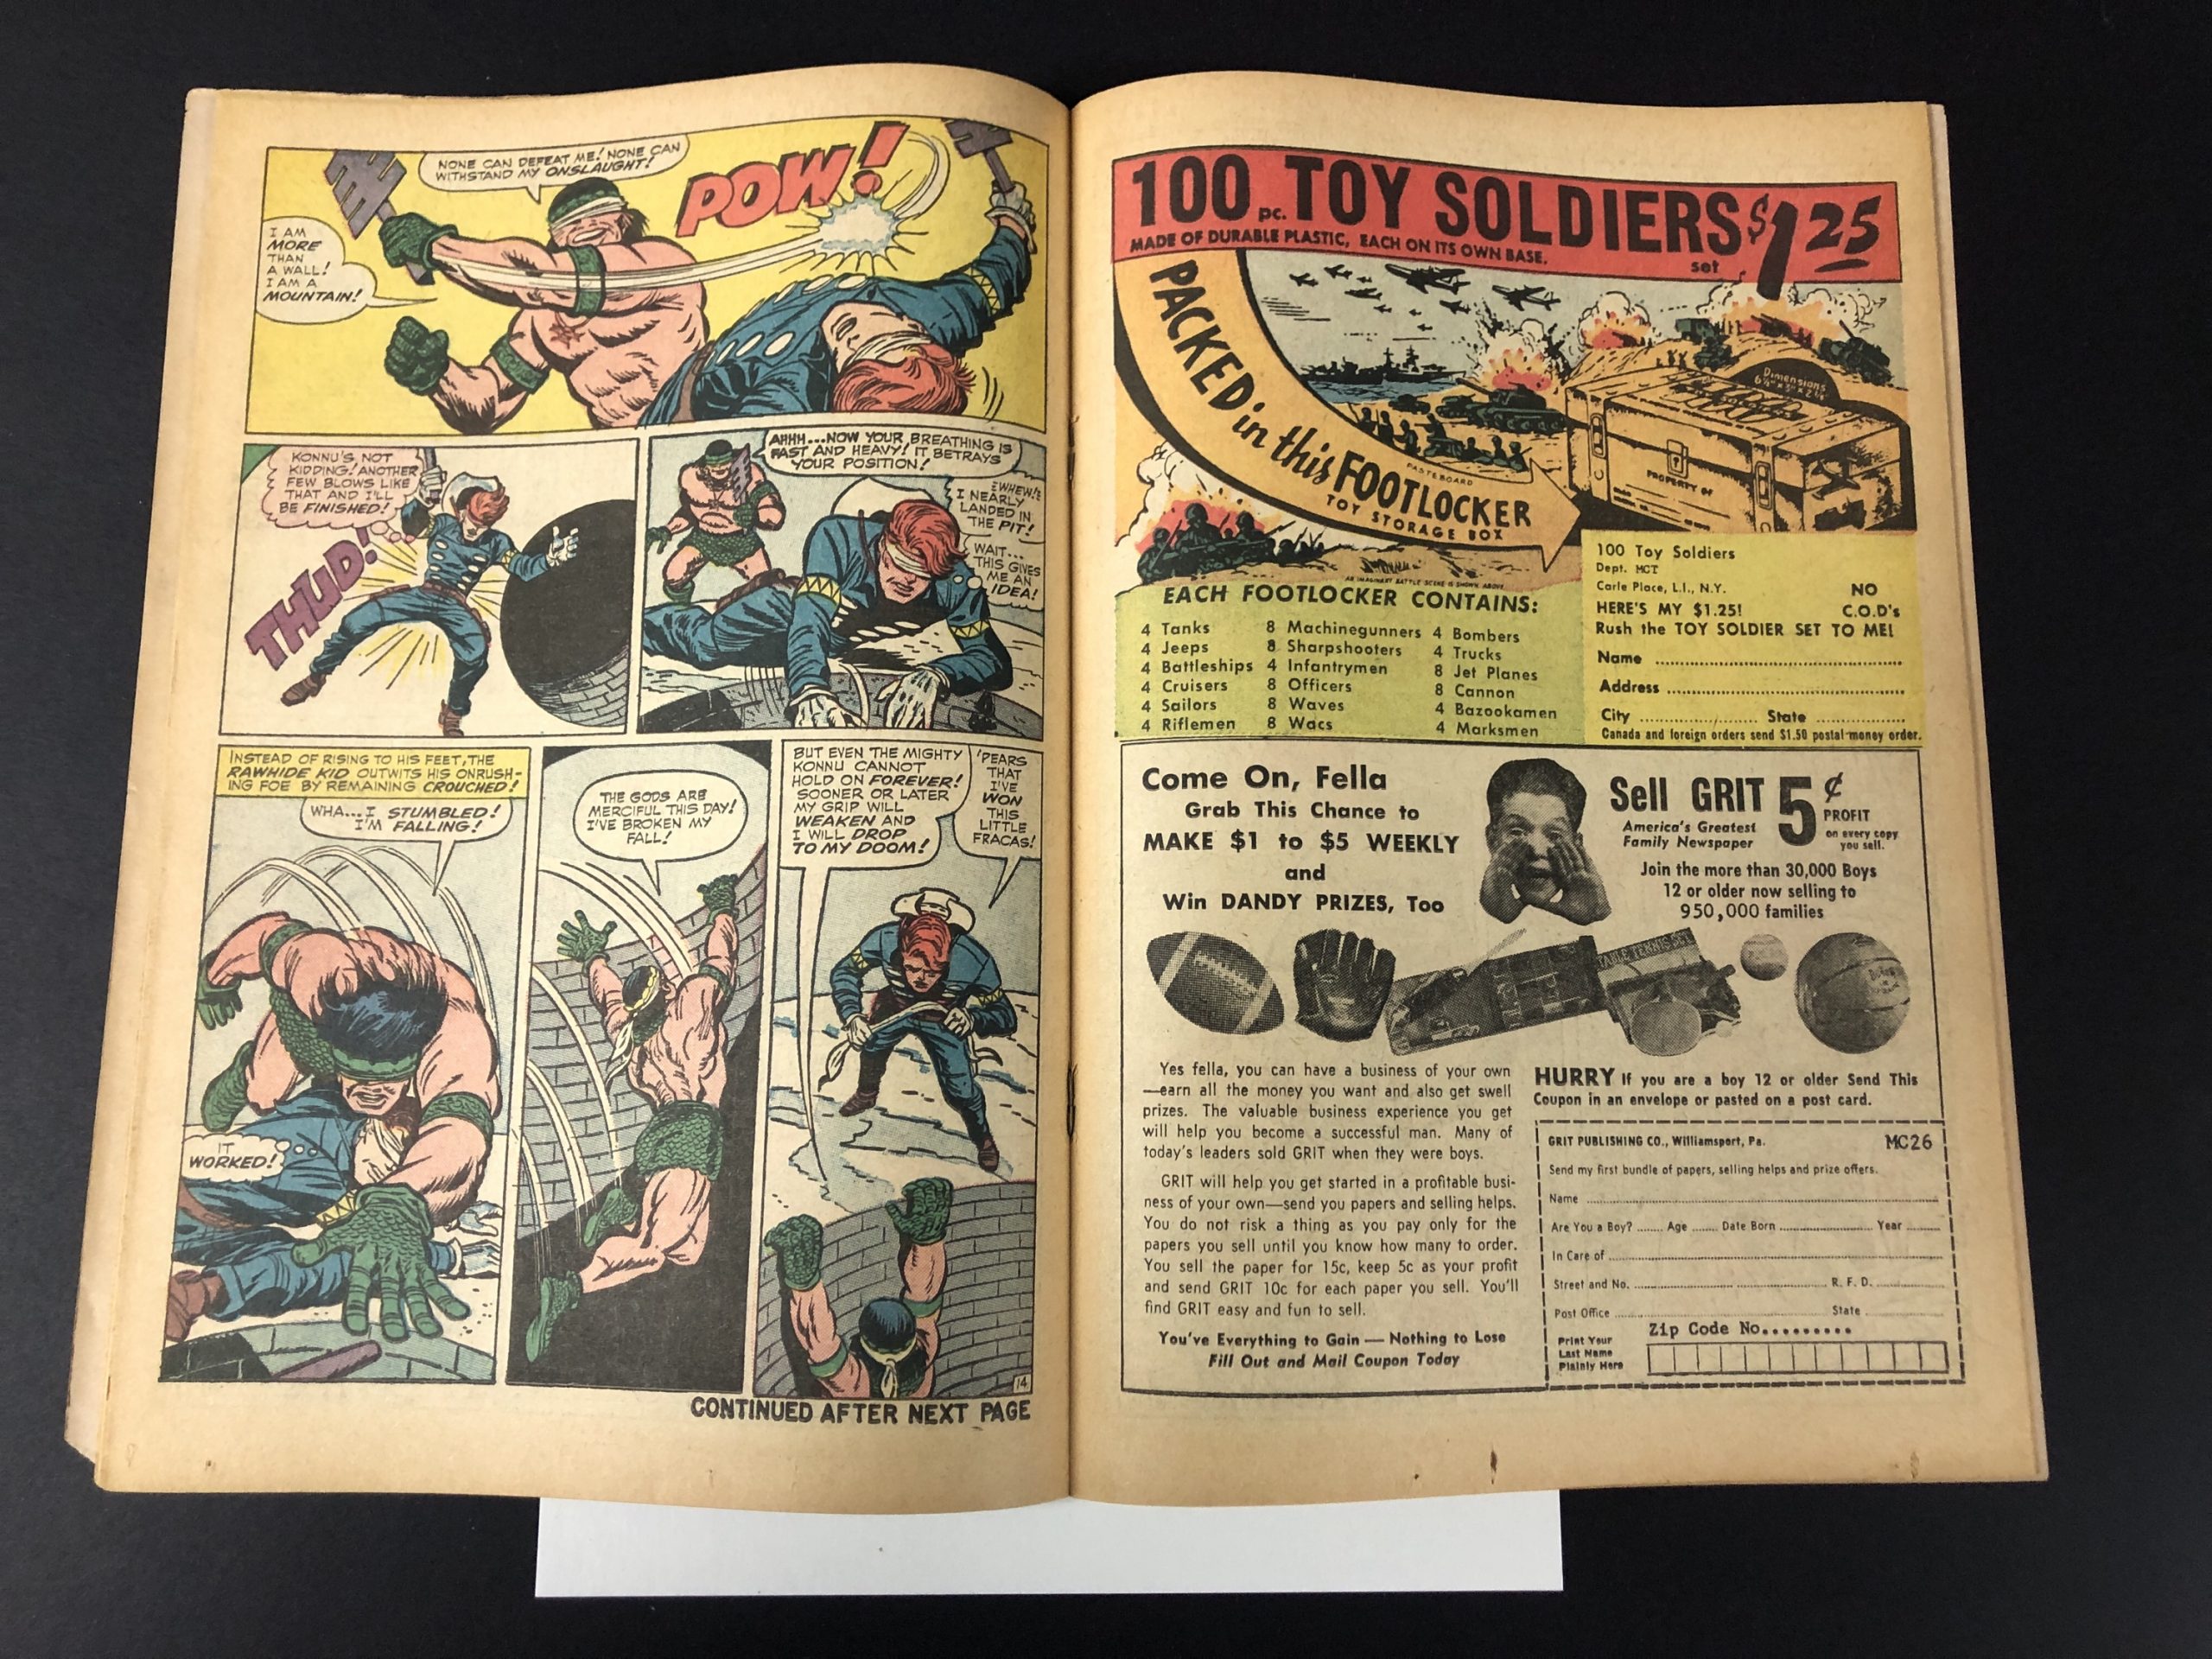 NONE CAN DEFEAT ME! NONE CAN
WITHSTAND MY ONSLAUGHT!
POW!
I AM
MORE
THAN
A WALL!
I AM A
MOUNTAIN!
KONNU'S NOT
KIDDING! ANOTHER
FEW BLOWS LIKE
THAT AND I'LL
BE FINISHED!
THUD!
AHHH...NOW YOUR BREATHING IS
FAST AND HEAVY! IT BETRAYS
YOUR POSITION!
WHEW!
I NEARLY
LANDED IN
THE PIT!
WAIT...
THIS GIVES
ME AN
IDEA!
INSTEAD OF RISING TO HIS FEET, THE
RAWHIDE KID OUTWITS HIS ONRUSH-
ING FOE BY REMAINING CROUCHED!
WHA...I STUMBLED!
I'M FALLING!
IT
WORKED!
THE GODS ARE
MERCIFUL THIS DAY!
I'VE BROKEN MY
FALL!
BUT EVEN THE MIGHTY
KONNU CANNOT
HOLD ON FOREVER!
SOONER OR LATER
MY GRIP WILL
WEAKEN AND
I WILL DROP
TO MY DOOM!
'PEARS
THAT
I'VE
WON
THIS
LITTLE
FRACAS!
14
CONTINUED AFTER NEXT PAGE
100 pc. TOY SOLDIERS $1 25
MADE OF DURABLE PLASTIC, EACH ON ITS OWN BASE. set
PACKED in this FOOTLOCKER
PASTEBOARD
TOY STORAGE BOX
Dimensions
PROPERTY OF
AN IMAGINARY BATTLE SCENE IS SHOWN ABOVE
EACH FOOTLOCKER CONTAINS:
4 Tanks 8 Machinegunners 4 Bombers
4 Jeeps 8 Sharpshooters 4 Trucks
4 Battleships 4 Infantrymen 8 Jet Planes
4 Cruisers 8 Officers 8 Cannon
4 Sailors 8 Waves 4 Bazookamen
4 Riflemen 8 Wacs 4 Marksmen
100 Toy Soldiers
Dept. MCT
Carle Place, L.I., N.Y. NO
HERE'S MY $1.25! C.O.D's
Rush the TOY SOLDIER SET TO ME!
Name
Address
City State
Canada and foreign orders send $1.50 postal-money order.
Come On, Fella
Grab This Chance to
MAKE $1 to $5 WEEKLY
and
Win DANDY PRIZES, Too
Sell GRIT 5¢
PROFIT
on every copy
you sell.
America's Greatest
Family Newspaper
Join the more than 30,000 Boys
12 or older now selling to
950,000 families
TABLE TENNIS SET
Yes fella, you can have a business of your own
—earn all the money you want and also get swell
prizes. The valuable business experience you get
will help you become a successful man. Many of
today's leaders sold GRIT when they were boys.
GRIT will help you get started in a profitable busi-
ness of your own—send you papers and selling helps.
You do not risk a thing as you pay only for the
papers you sell until you know how many to order.
You sell the paper for 15c, keep 5c as your profit
and send GRIT 10c for each paper you sell. You'll
find GRIT easy and fun to sell.
You've Everything to Gain — Nothing to Lose
Fill Out and Mail Coupon Today
HURRY If you are a boy 12 or older Send This
Coupon in an envelope or pasted on a post card.
GRIT PUBLISHING CO., Williamsport, Pa. MC26
Send my first bundle of papers, selling helps and prize offers.
Name
Are You a Boy? Age Date Born Year
In Care of
Street and No. R. F. D.
Post Office State
Zip Code No.
Print Your
Last Name
Plainly Here